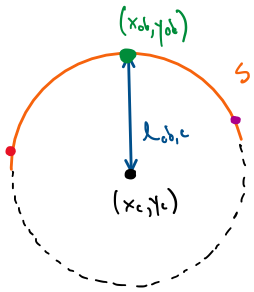 (x_ob, y_ob)
S
l_ob,c
(x_c, y_c)